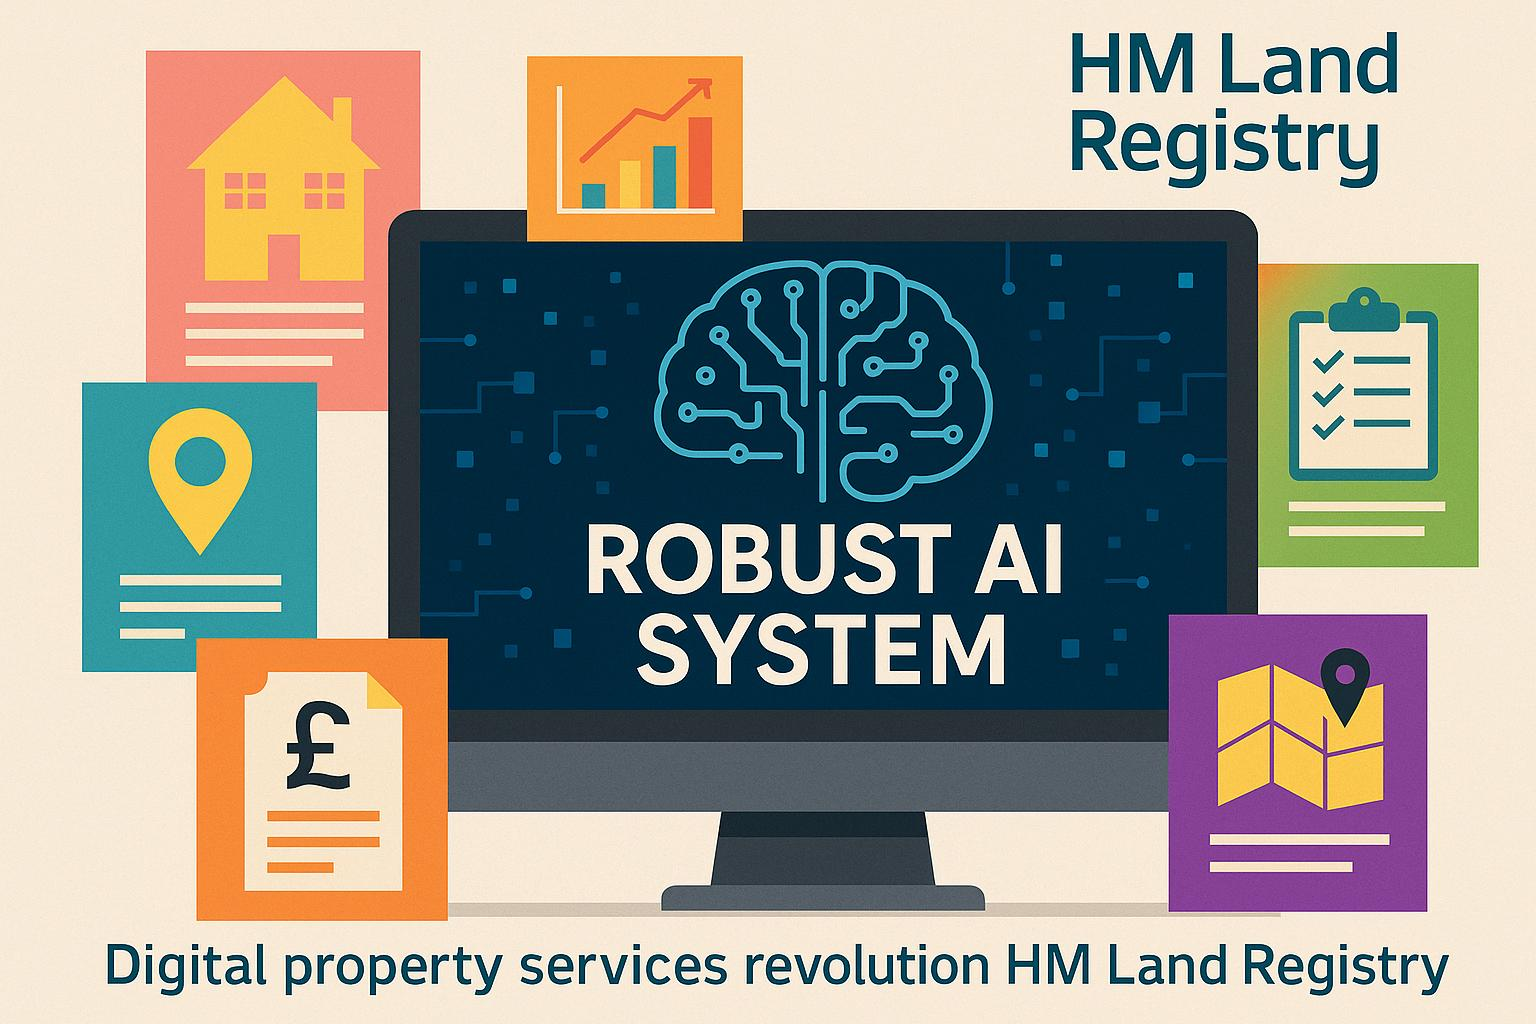 HM Land
Registry
ROBUST AI
SYSTEM
£
Digital property services revolution HM Land Registry